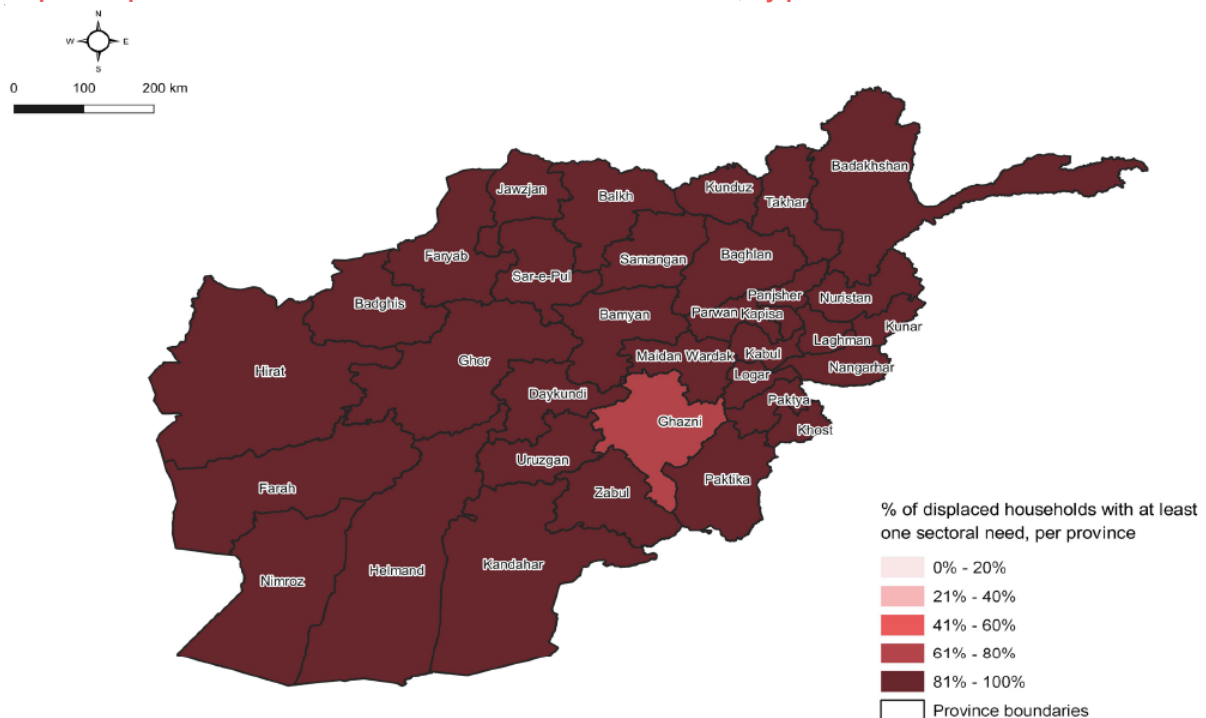 N
W E
S
0 100 200 km
Badakhshan
Jawzjan
Balkh
Kunduz
Takhar
Faryab
Sar-e-Pul
Samangan
Baghlan
Badghis
Panjsher
Nuristan
Bamyan
Parwan
Kapisa
Kunar
Laghman
Hirat
Ghor
Maidan Wardak
Kabul
Nangarhar
Logar
Daykundi
Paktya
Ghazni
Khost
Uruzgan
Farah
Zabul
Paktika
Nimroz
Helmand
Kandahar
% of displaced households with at least
one sectoral need, per province
0% - 20%
21% - 40%
41% - 60%
61% - 80%
81% - 100%
Province boundaries